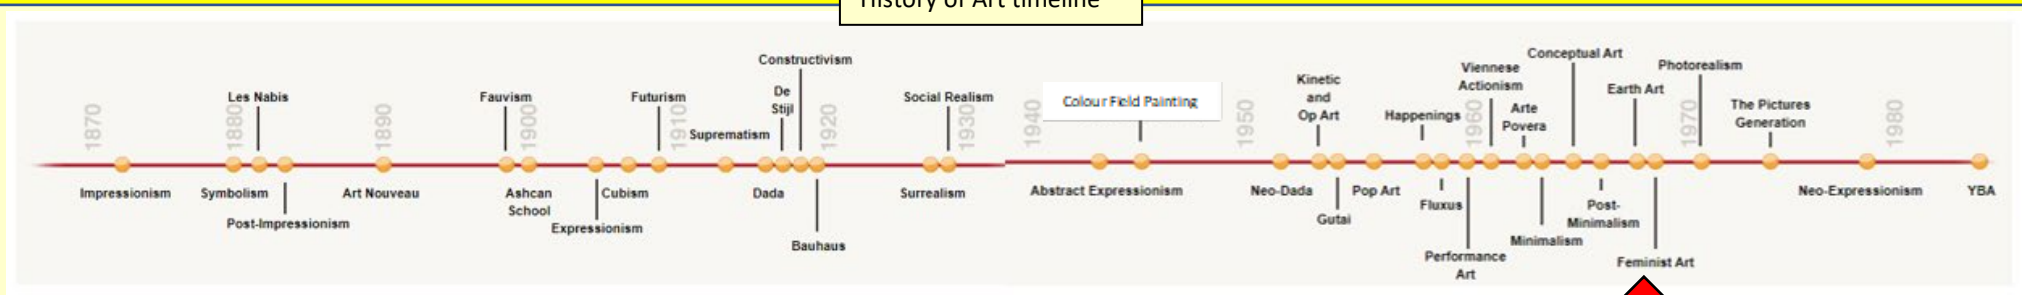 History of Art timeline
Constructivism
De
Stijl
Les Nabis
Fauvism
Futurism
Social Realism
Suprematism
1870
1880
1890
1900
1910
1920
1930
Impressionism
Symbolism
Art Nouveau
Ashcan
School
Cubism
Dada
Surrealism
Post-Impressionism
Expressionism
Bauhaus
Conceptual Art
Viennese
Actionism
Photorealism
Kinetic
and
Op Art
Earth Art
Colour Field Painting
Happenings
Arte
Povera
The Pictures
Generation
1940
1950
1960
1970
1980
Abstract Expressionism
Neo-Dada
Pop Art
Neo-Expressionism
YBA
Gutai
Fluxus
Post-
Minimalism
Minimalism
Performance
Art
Feminist Art